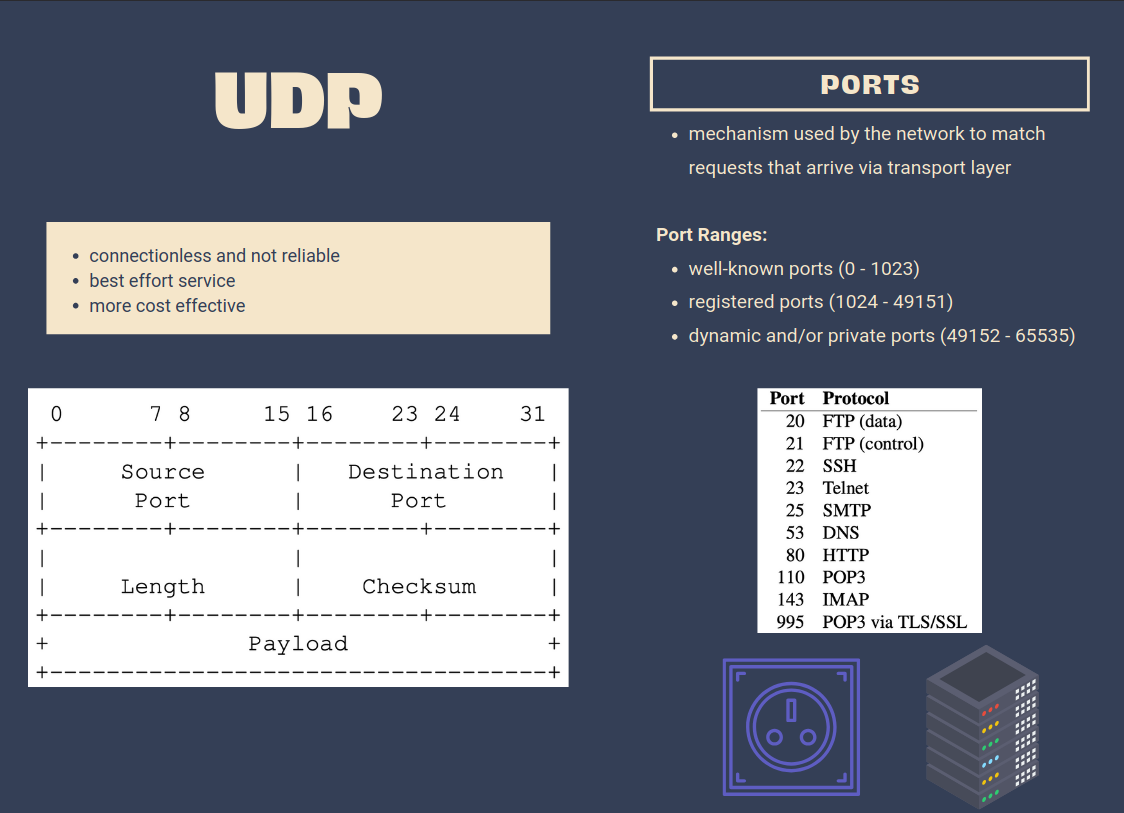 UDP
connectionless and not reliable
best effort service
more cost effective
0 7 8 15 16 23 24 31
+--------+--------+--------+--------+
| Source | Destination |
| Port | Port |
+--------+--------+--------+--------+
| | |
| Length | Checksum |
+--------+--------+--------+--------+
+ Payload +
+--------+--------+--------+--------+
PORTS
mechanism used by the network to match
requests that arrive via transport layer
Port Ranges:
well-known ports (0 - 1023)
registered ports (1024 - 49151)
dynamic and/or private ports (49152 - 65535)
Port Protocol
20 FTP (data)
21 FTP (control)
22 SSH
23 Telnet
25 SMTP
53 DNS
80 HTTP
110 POP3
143 IMAP
995 POP3 via TLS/SSL